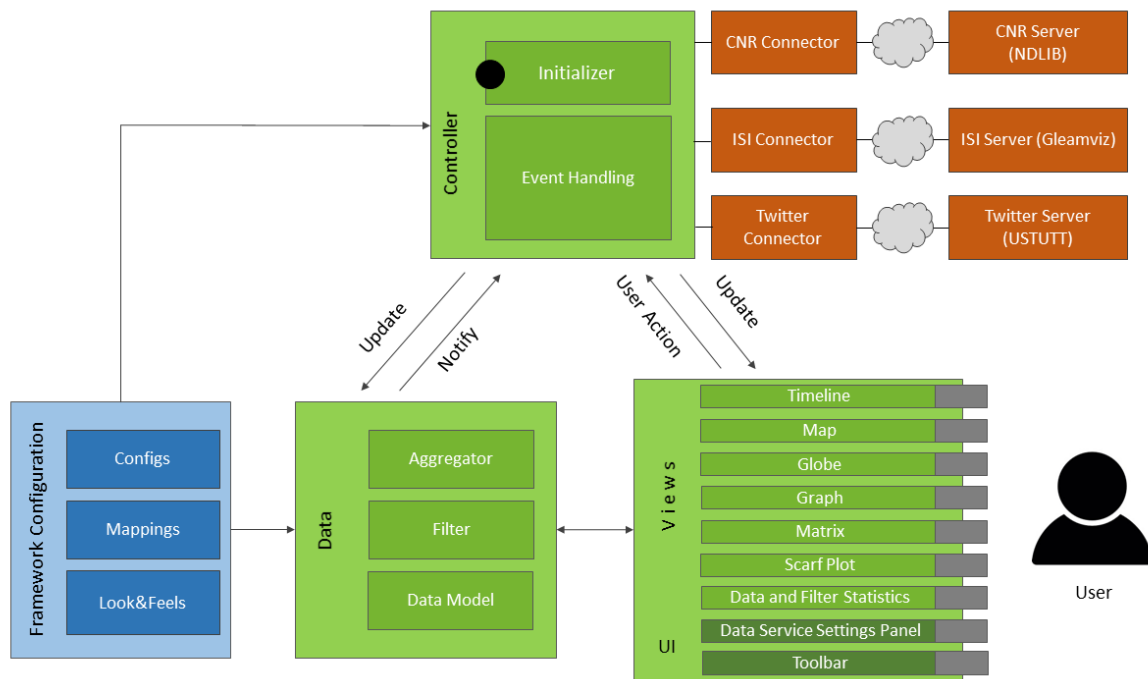 Controller
Initializer
Event Handling
CNR Connector
CNR Server
(NDLIB)
ISI Connector
ISI Server (Gleamviz)
Twitter
Connector
Twitter Server
(USTUTT)
Update
Notify
User Action
Update
Framework Configuration
Configs
Mappings
Look&Feels
Data
Aggregator
Filter
Data Model
Views
UI
Timeline
Map
Globe
Graph
Matrix
Scarf Plot
Data and Filter Statistics
Data Service Settings Panel
Toolbar
User